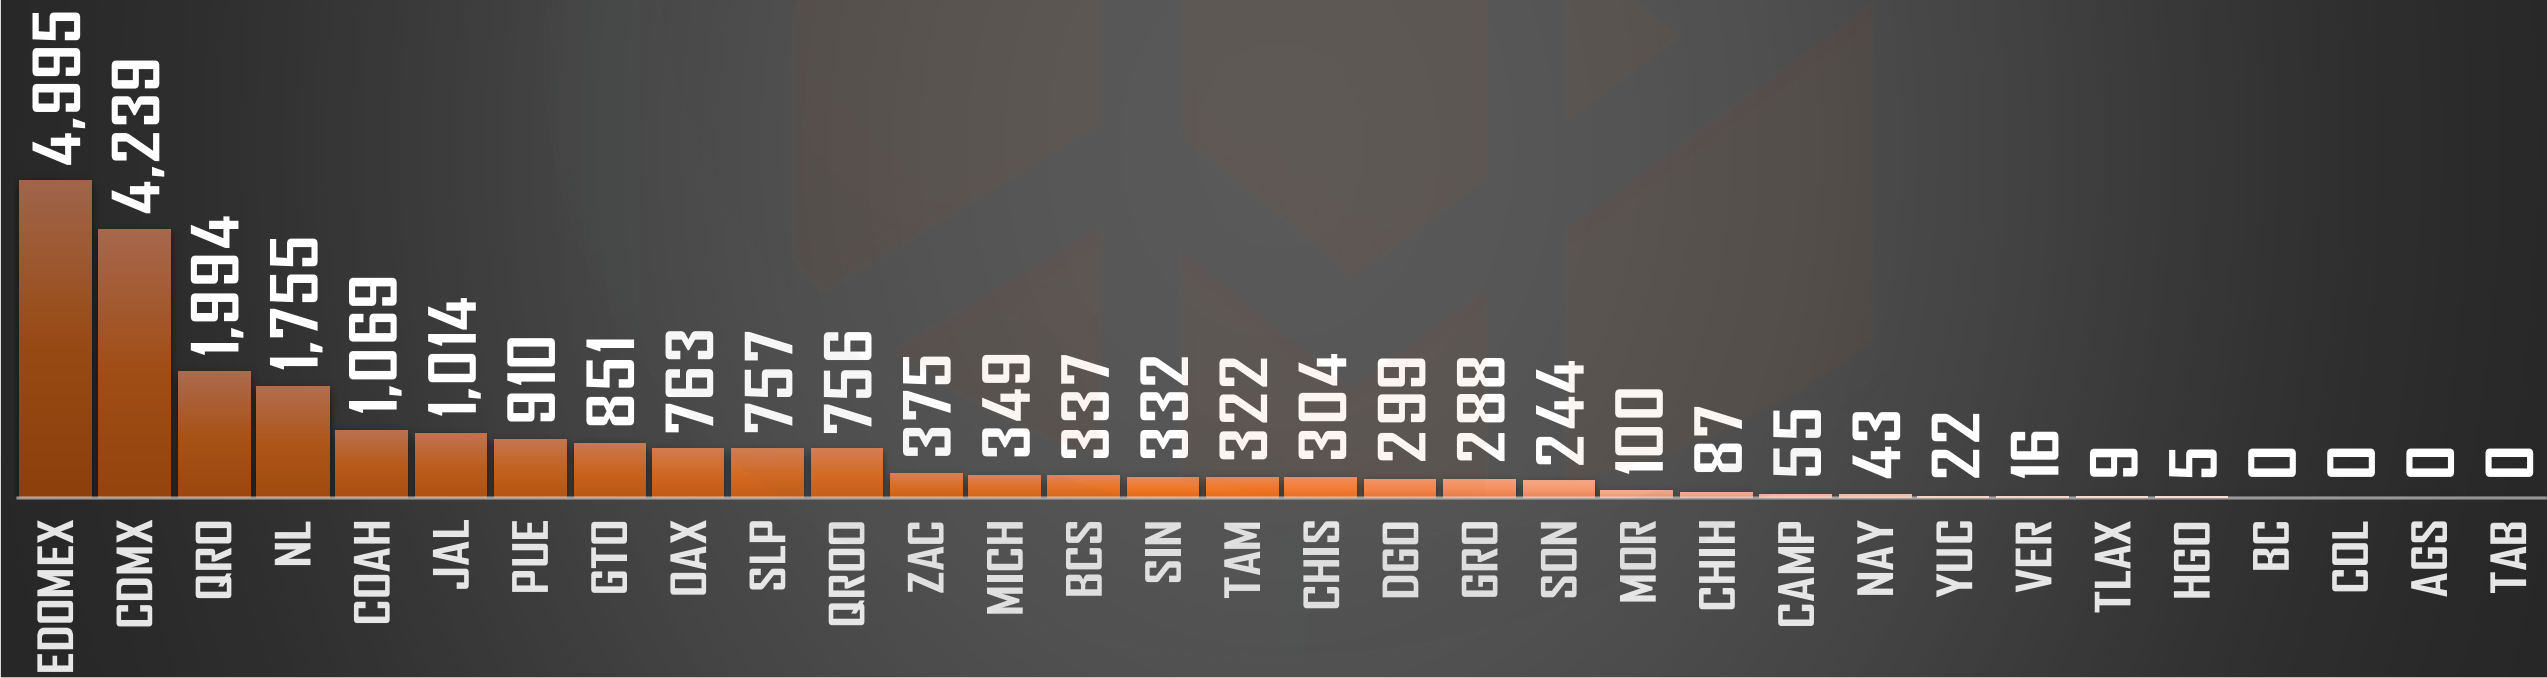 4,995
4,239
1,994
1,755
1,069
1,014
910
851
763
757
756
375
349
337
332
322
304
299
288
244
100
87
55
43
22
16
9
5
0
0
0
0
EDOMEX
CDMX
QRO
NL
COAH
JAL
PUE
GTO
OAX
SLP
QROO
ZAC
MICH
BCS
SIN
TAM
CHIS
DGO
GRO
SON
MOR
CHIH
CAMP
NAY
YUC
VER
TLAX
HGO
BC
COL
AGS
TAB